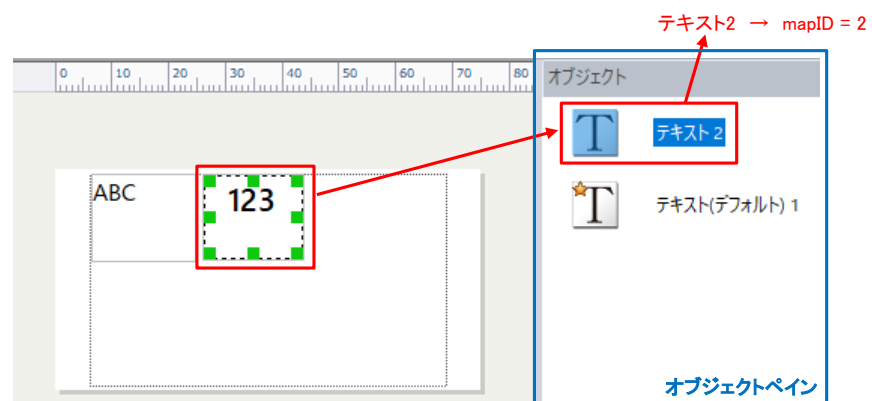 テキスト2 → mapID = 2
0 10 20 30 40 50 60 70 80
オブジェクト
テキスト 2
ABC
123
テキスト(デフォルト) 1
オブジェクトペイン